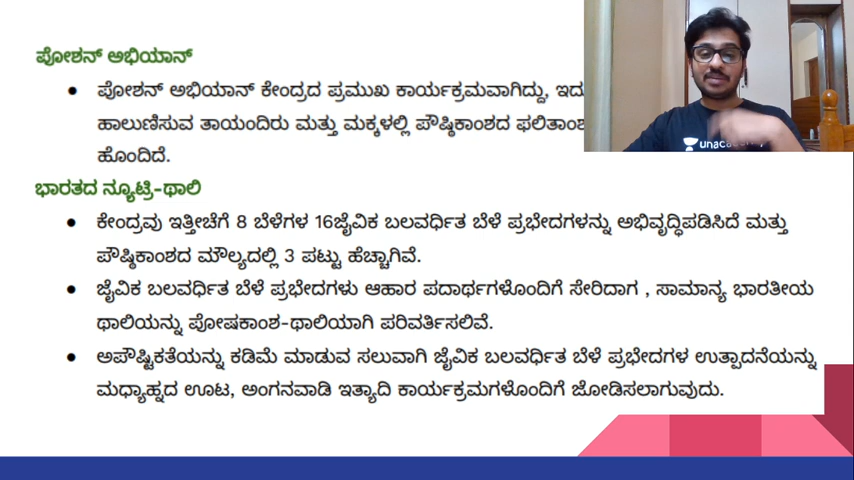 ಪೋಶನ್ ಅಭಿಯಾನ್
● ಪೋಶನ್ ಅಭಿಯಾನ್ ಕೇಂದ್ರದ ಪ್ರಮುಖ ಕಾರ್ಯಕ್ರಮವಾಗಿದ್ದು, ಇದು
ಹಾಲುಣಿಸುವ ತಾಯಂದಿರು ಮತ್ತು ಮಕ್ಕಳಲ್ಲಿ ಪೌಷ್ಠಿಕಾಂಶದ ಫಲಿತಾಂಶ
ಹೊಂದಿದೆ.
unacademy
ಭಾರತದ ನ್ಯೂಟ್ರಿ-ಥಾಲಿ
● ಕೇಂದ್ರವು ಇತ್ತೀಚೆಗೆ 8 ಬೆಳೆಗಳ 16ಜೈವಿಕ ಬಲವರ್ಧಿತ ಬೆಳೆ ಪ್ರಭೇದಗಳನ್ನು ಅಭಿವೃದ್ಧಿಪಡಿಸಿದೆ ಮತ್ತು
ಪೌಷ್ಠಿಕಾಂಶದ ಮೌಲ್ಯದಲ್ಲಿ 3 ಪಟ್ಟು ಹೆಚ್ಚಾಗಿವೆ.
● ಜೈವಿಕ ಬಲವರ್ಧಿತ ಬೆಳೆ ಪ್ರಭೇದಗಳು ಆಹಾರ ಪದಾರ್ಥಗಳೊಂದಿಗೆ ಸೇರಿದಾಗ , ಸಾಮಾನ್ಯ ಭಾರತೀಯ
ಥಾಲಿಯನ್ನು ಪೋಷಕಾಂಶ-ಥಾಲಿಯಾಗಿ ಪರಿವರ್ತಿಸಲಿವೆ.
● ಅಪೌಷ್ಟಿಕತೆಯನ್ನು ಕಡಿಮೆ ಮಾಡುವ ಸಲುವಾಗಿ ಜೈವಿಕ ಬಲವರ್ಧಿತ ಬೆಳೆ ಪ್ರಭೇದಗಳ ಉತ್ಪಾದನೆಯನ್ನು
ಮಧ್ಯಾಹ್ನದ ಊಟ, ಅಂಗನವಾಡಿ ಇತ್ಯಾದಿ ಕಾರ್ಯಕ್ರಮಗಳೊಂದಿಗೆ ಜೋಡಿಸಲಾಗುವುದು.